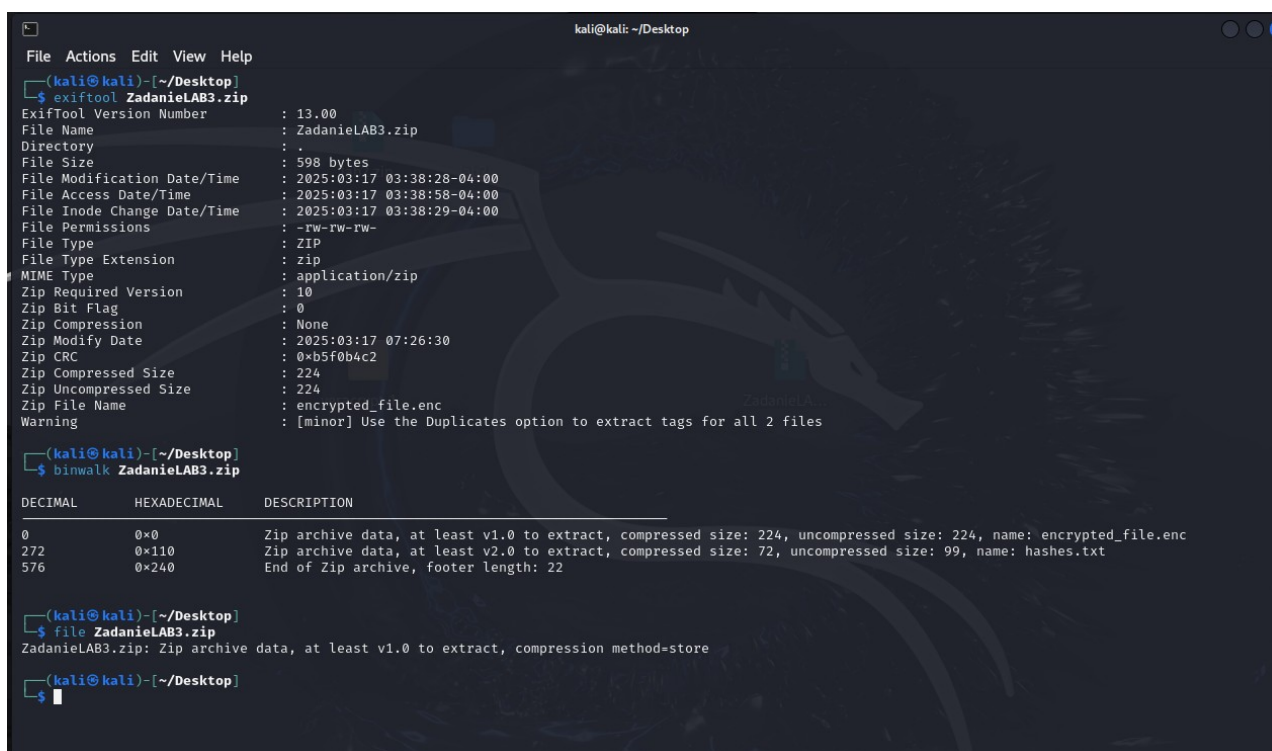 kali@kali: ~/Desktop
File Actions Edit View Help
┌──(kali㉿kali)-[~/Desktop]
└─$ exiftool ZadanieLAB3.zip
ExifTool Version Number : 13.00
File Name : ZadanieLAB3.zip
Directory : .
File Size : 598 bytes
File Modification Date/Time : 2025:03:17 03:38:28-04:00
File Access Date/Time : 2025:03:17 03:38:58-04:00
File Inode Change Date/Time : 2025:03:17 03:38:29-04:00
File Permissions : -rw-rw-rw-
File Type : ZIP
File Type Extension : zip
MIME Type : application/zip
Zip Required Version : 10
Zip Bit Flag : 0
Zip Compression : None
Zip Modify Date : 2025:03:17 07:26:30
Zip CRC : 0×b5f0b4c2
Zip Compressed Size : 224
Zip Uncompressed Size : 224
Zip File Name : encrypted_file.enc
Warning : [minor] Use the Duplicates option to extract tags for all 2 files
┌──(kali㉿kali)-[~/Desktop]
└─$ binwalk ZadanieLAB3.zip
DECIMAL HEXADECIMAL DESCRIPTION
0 0×0 Zip archive data, at least v1.0 to extract, compressed size: 224, uncompressed size: 224, name: encrypted_file.enc
272 0×110 Zip archive data, at least v2.0 to extract, compressed size: 72, uncompressed size: 99, name: hashes.txt
576 0×240 End of Zip archive, footer length: 22
┌──(kali㉿kali)-[~/Desktop]
└─$ file ZadanieLAB3.zip
ZadanieLAB3.zip: Zip archive data, at least v1.0 to extract, compression method=store
┌──(kali㉿kali)-[~/Desktop]
└─$
ZadanieLA...